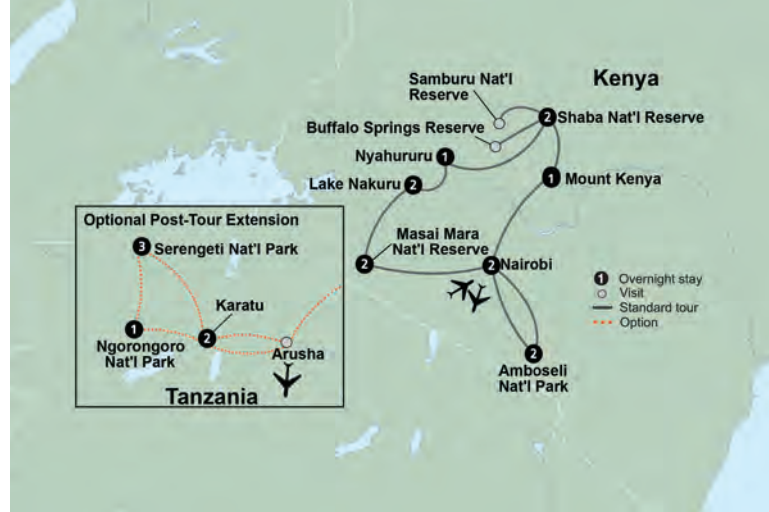 Samburu Nat'l
Reserve
Kenya
2
Shaba Nat'l Reserve
Buffalo Springs Reserve
Nyahururu
1
Lake Nakuru
2
1
Mount Kenya
Masai Mara
Nat'l Reserve
2
2
Nairobi
2
Amboseli
Nat'l Park
1 Overnight stay
Visit
Standard tour
Option
Optional Post-Tour Extension
3
Serengeti Nat'l Park
Karatu
2
1
Ngorongoro
Nat'l Park
Arusha
Tanzania